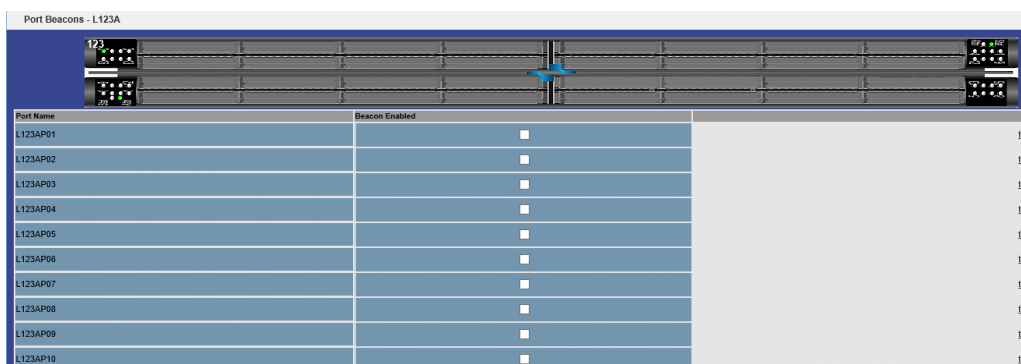 Port Beacons - L123A
123
Port Name Beacon Enabled
L123AP01
L123AP02
L123AP03
L123AP04
L123AP05
L123AP06
L123AP07
L123AP08
L123AP09
L123AP10